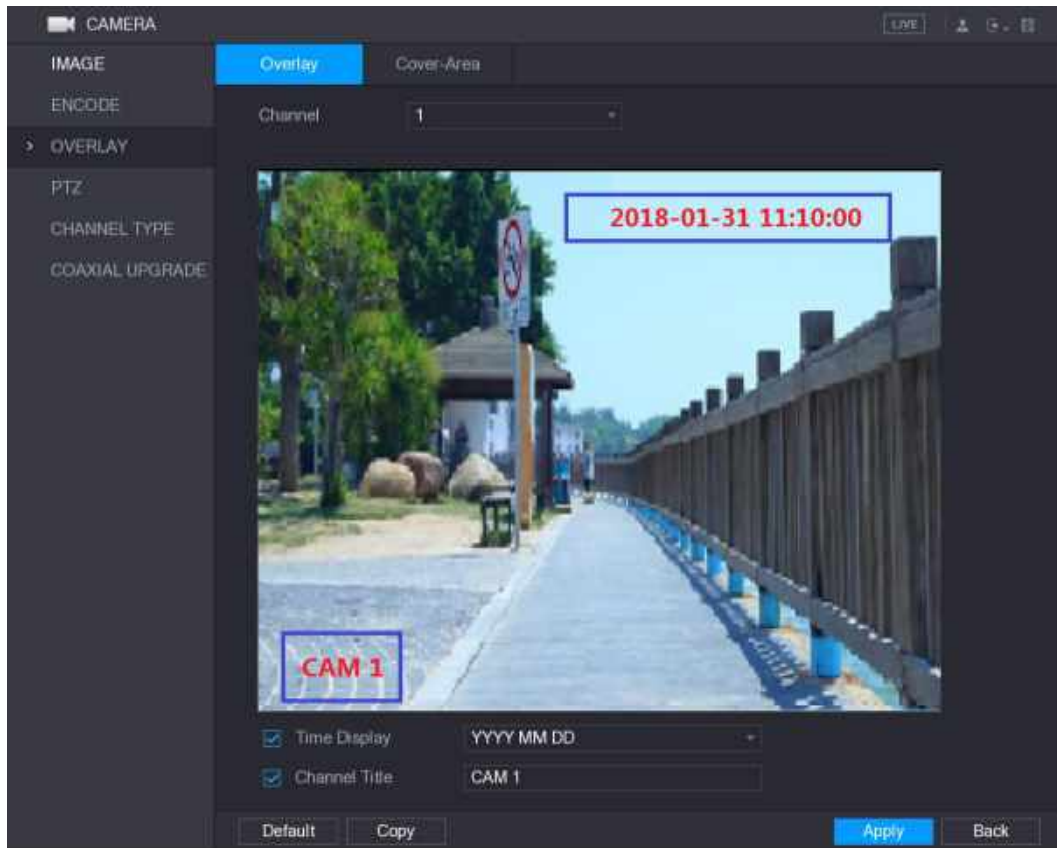 CAMERA
LIVE
IMAGE
ENCODE
OVERLAY
PTZ
CHANNEL TYPE
COAXIAL UPGRADE
Overlay Cover-Area
Channel 1
2018-01-31 11:10:00
CAM 1
Time Display YYYY MM DD
Channel Title CAM 1
Default Copy Apply Back